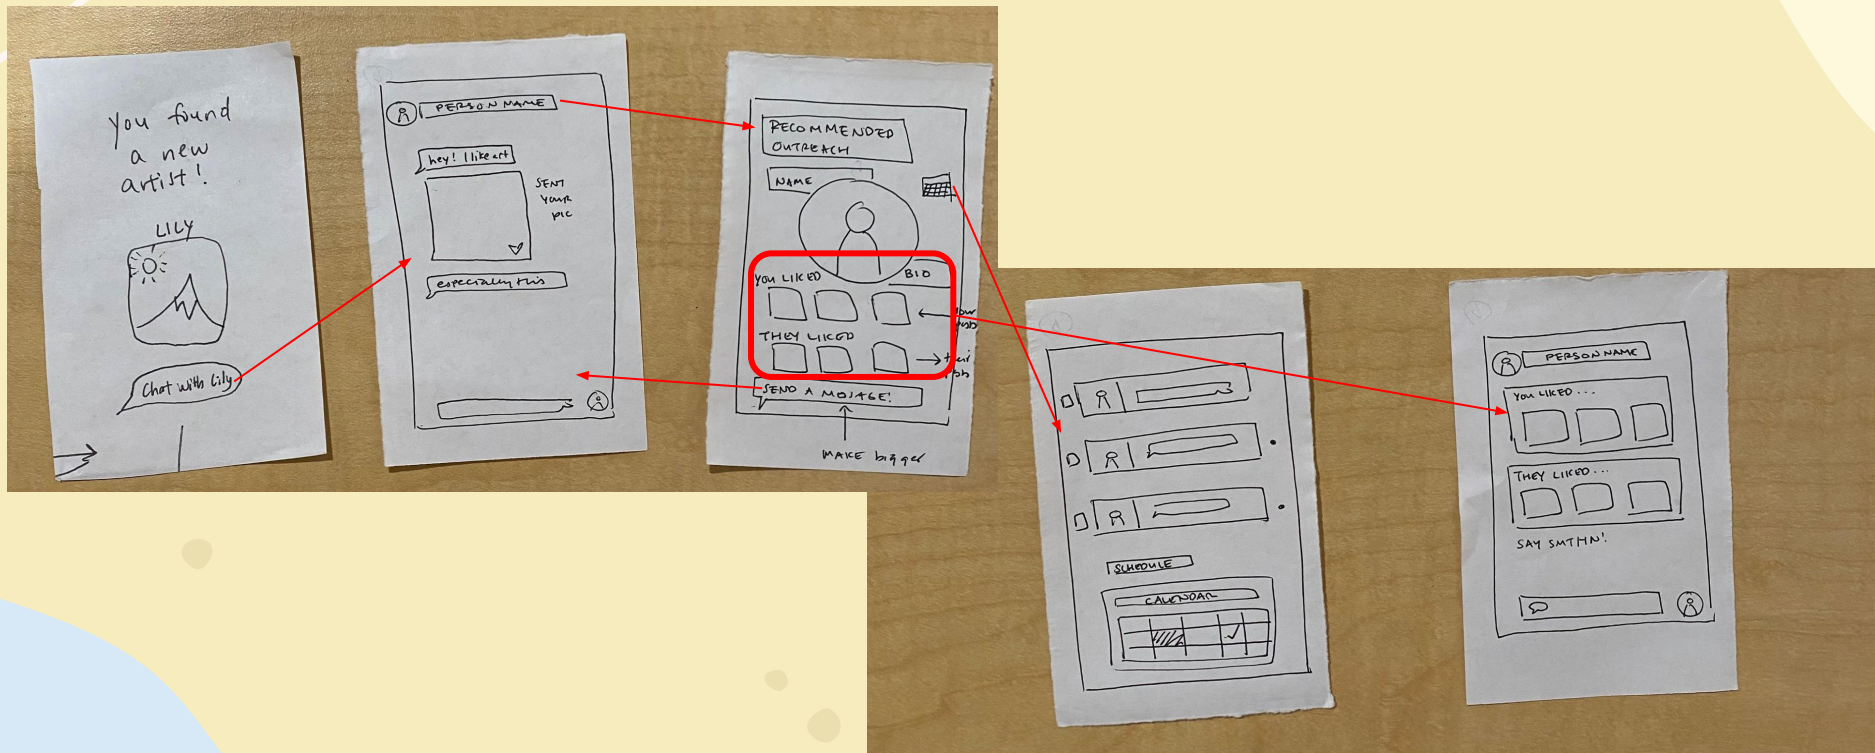 You found
a new
artist!
LILY
Chat with Lily
PERSON NAME
hey! I like art
SENT
YOUR
PIC
especially this
RECOMMENDED
OUTREACH
NAME
BIO
YOU LIKED
THEY LIKED
their
SEND A MESSAGE!
MAKE bigger
SCHEDULE
CALENDAR
PERSON NAME
YOU LIKED...
THEY LIKED...
SAY SMTHN'!